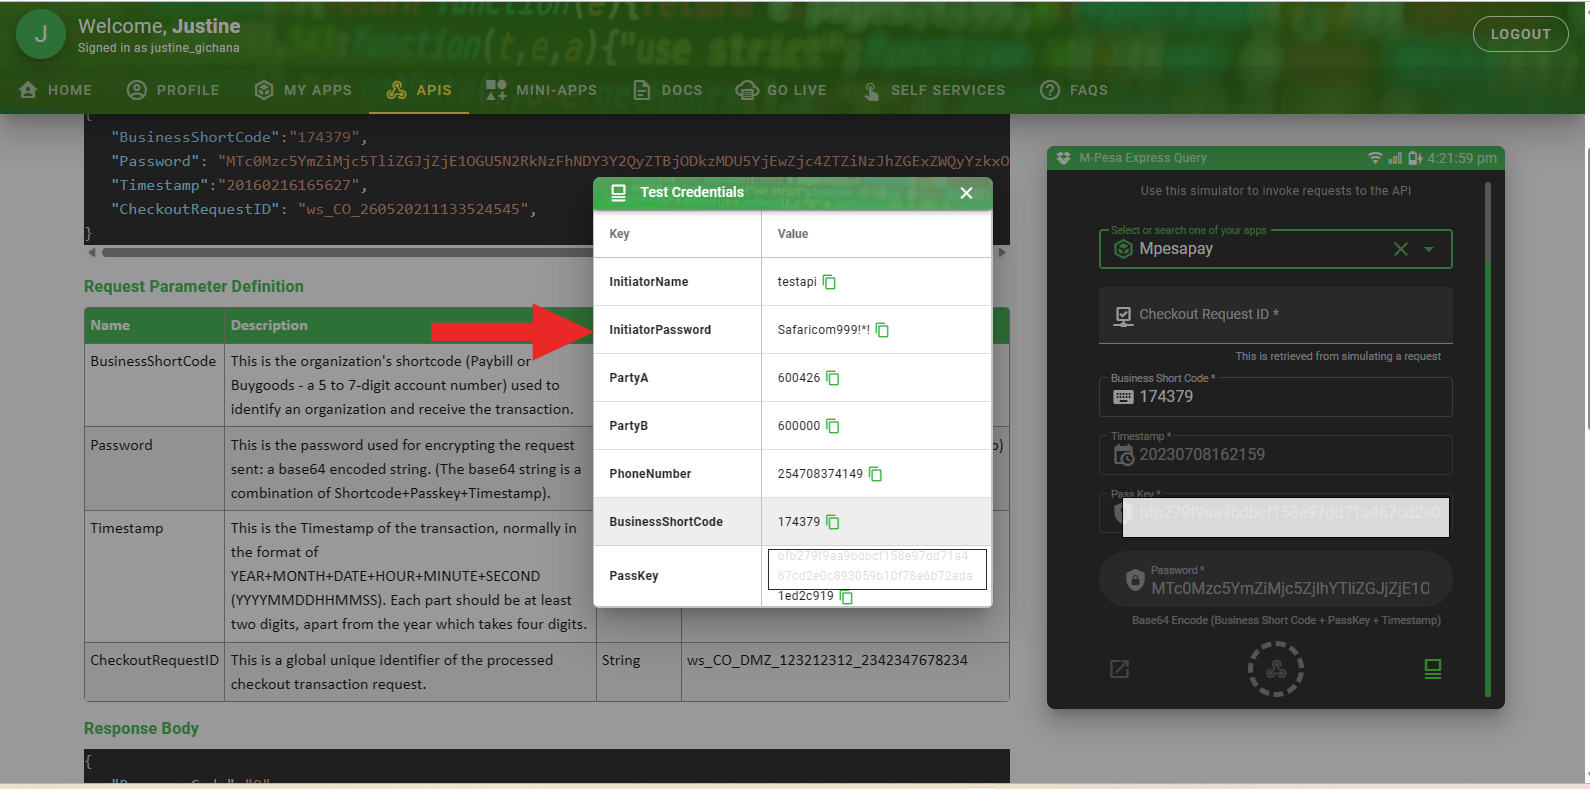 J
Welcome, Justine
Signed in as justine_gichana
LOGOUT
HOME
PROFILE
MY APPS
APIS
MINI-APPS
DOCS
GO LIVE
SELF SERVICES
FAQS
{
"BusinessShortCode":"174379",
"Timestamp":"20160216165627",
"CheckoutRequestID": "ws_CO_260520211133524545",
}
Request Parameter Definition
Name Description
BusinessShortCode This is the organization's shortcode (Paybill or
Buygoods - a 5 to 7-digit account number) used to
identify an organization and receive the transaction.
Password This is the password used for encrypting the request
sent: a base64 encoded string. (The base64 string is a
combination of Shortcode+Passkey+Timestamp).
Timestamp This is the Timestamp of the transaction, normally in
the format of
YEAR+MONTH+DATE+HOUR+MINUTE+SECOND
(YYYYMMDDHHMMSS). Each part should be at least
two digits, apart from the year which takes four digits.
CheckoutRequestID This is a global unique identifier of the processed
checkout transaction request.
String ws_CO_DMZ_123212312_2342347678234
Response Body
{
Test Credentials
Key Value
InitiatorName testapi
InitiatorPassword Safaricom999!*!
PartyA 600426
PartyB 600000
PhoneNumber 254708374149
BusinessShortCode 174379
PassKey
bfb279f9aa9bdbcf158e97dd71a4
67cd2e0c893059b10f78e6b72ada
1ed2c919
M-Pesa Express Query 4:21:59 pm
Use this simulator to invoke requests to the API
Select or search one of your apps
Mpesapay
Checkout Request ID *
This is retrieved from simulating a request
Business Short Code *
174379
Timestamp *
20230708162159
Pass Key *
bfb279f9aa9bdbcf158e97dd71a467cd2e0
Password *
Base64 Encode (Business Short Code + PassKey + Timestamp)